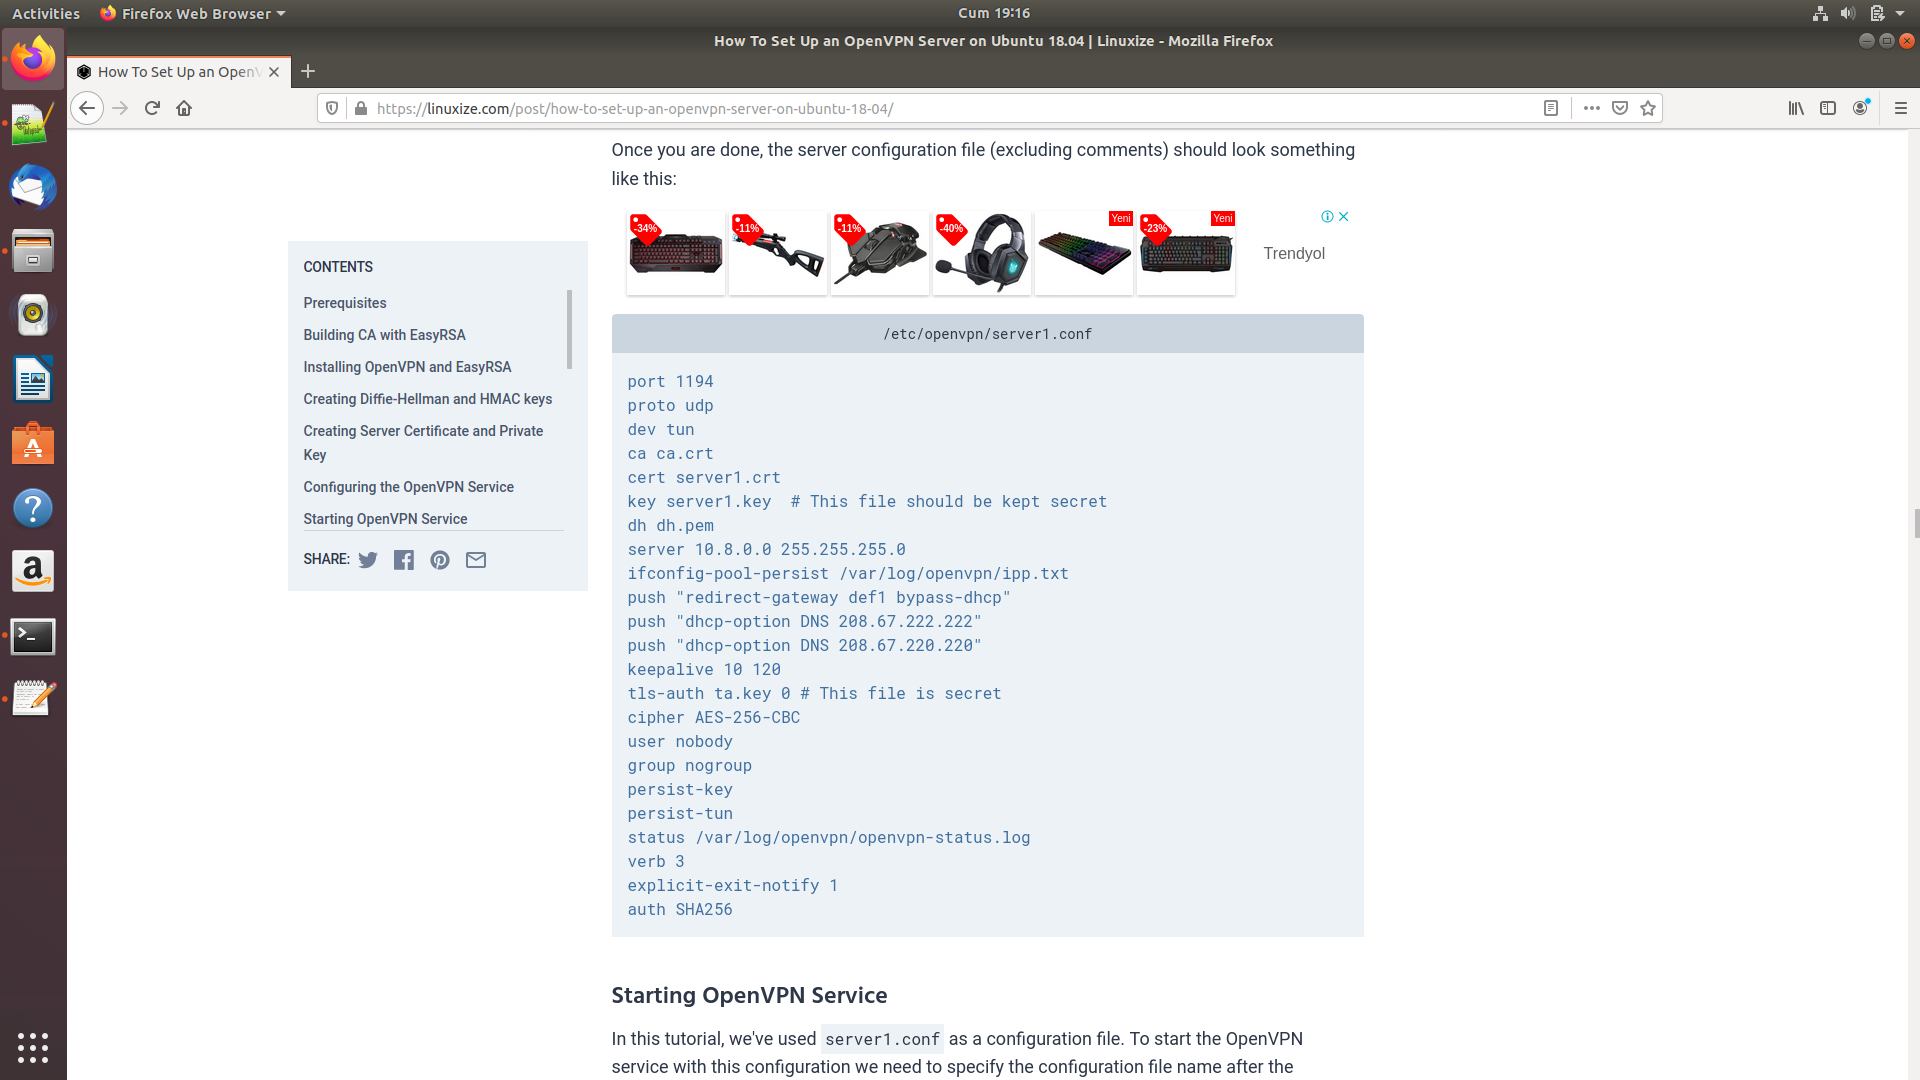 Activities
Firefox Web Browser
Cum 19:16
How To Set Up an OpenVPN Server on Ubuntu 18.04 | Linuxize - Mozilla Firefox
How To Set Up an OpenV
https://linuxize.com/post/how-to-set-up-an-openvpn-server-on-ubuntu-18-04/
Once you are done, the server configuration file (excluding comments) should look something
like this:
-34%
-11%
-11%
-40%
Yeni
-23%
Yeni
Trendyol
CONTENTS
Prerequisites
Building CA with EasyRSA
Installing OpenVPN and EasyRSA
Creating Diffie-Hellman and HMAC keys
Creating Server Certificate and Private
Key
Configuring the OpenVPN Service
Starting OpenVPN Service
SHARE:
/etc/openvpn/server1.conf
port 1194
proto udp
dev tun
ca ca.crt
cert server1.crt
key server1.key  # This file should be kept secret
dh dh.pem
server 10.8.0.0 255.255.255.0
ifconfig-pool-persist /var/log/openvpn/ipp.txt
push "redirect-gateway def1 bypass-dhcp"
push "dhcp-option DNS 208.67.222.222"
push "dhcp-option DNS 208.67.220.220"
keepalive 10 120
tls-auth ta.key 0 # This file is secret
cipher AES-256-CBC
user nobody
group nogroup
persist-key
persist-tun
status /var/log/openvpn/openvpn-status.log
verb 3
explicit-exit-notify 1
auth SHA256
Starting OpenVPN Service
In this tutorial, we've used server1.conf as a configuration file. To start the OpenVPN
service with this configuration we need to specify the configuration file name after the